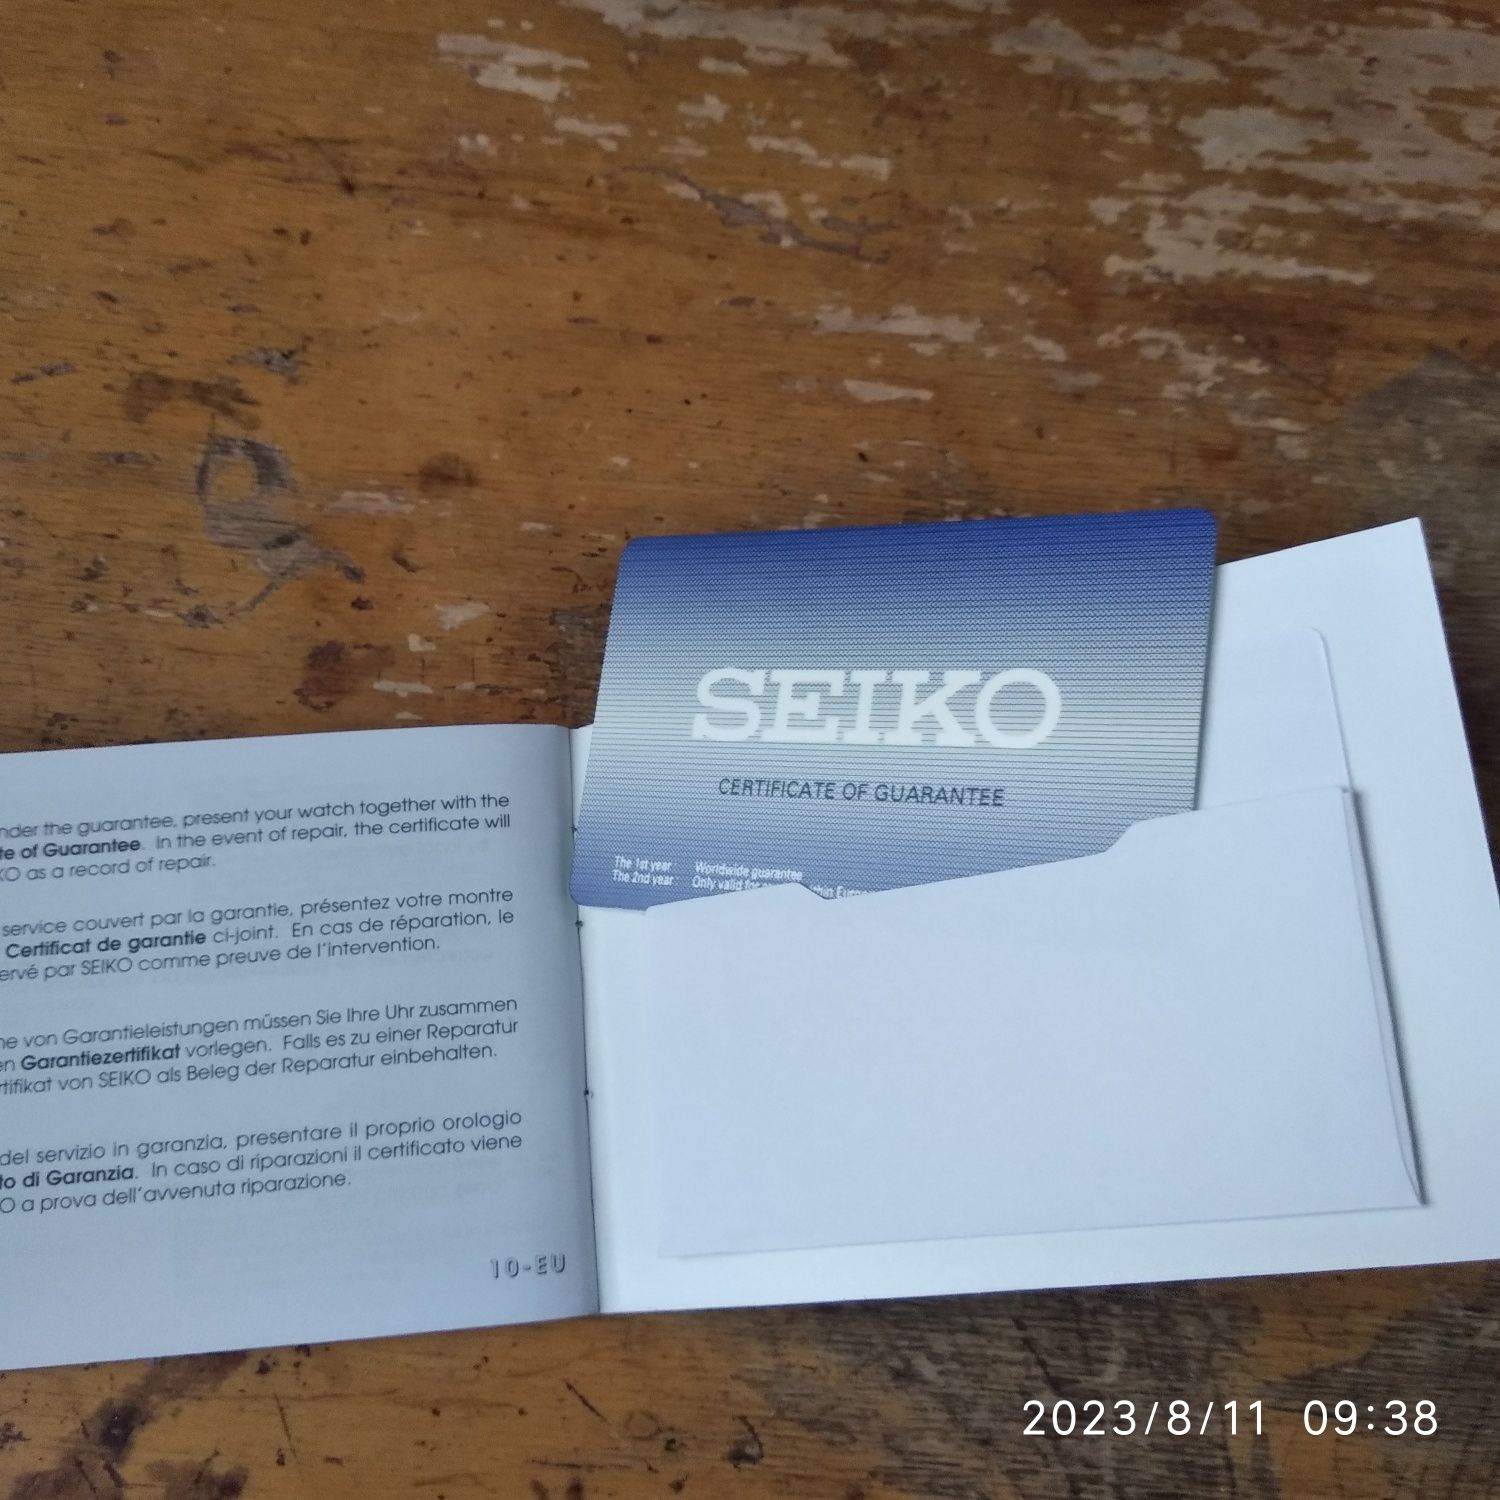 nder the guarantee, present your watch together with the
te of Guarantee. In the event of repair, the certificate will
KO as a record of repair.
service couvert par la garantie, présentez votre montre
Certificat de garantie ci-joint. En cas de réparation, le
ervé par SEIKO comme preuve de l'intervention.
ne von Garantieleistungen müssen Sie Ihre Uhr zusammen
en Garantiezertifikat vorlegen. Falls es zu einer Reparatur
rtifikat von SEIKO als Beleg der Reparatur einbehalten.
del servizio in garanzia, presentare il proprio orologio
to di Garanzia. In caso di riparazioni il certificato viene
O a prova dell'avvenuta riparazione.
10-EU
SEIKO
CERTIFICATE OF GUARANTEE
The 1st year : Worldwide guarantee
The 2nd year : Only valid
2023/8/11 09:38